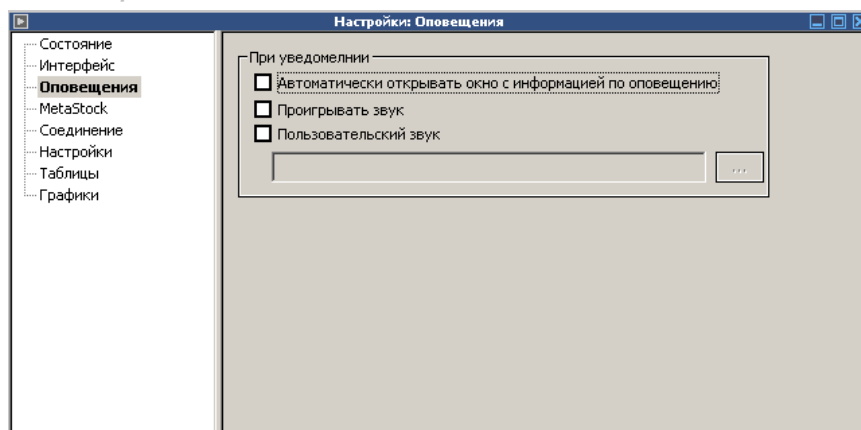 Настройки: Оповещения
Состояние
Интерфейс
Оповещения
MetaStock
Соединение
Настройки
Таблицы
Графики
При уведомелнии
Автоматически открывать окно с информацией по оповещению
Проигрывать звук
Пользовательский звук
...